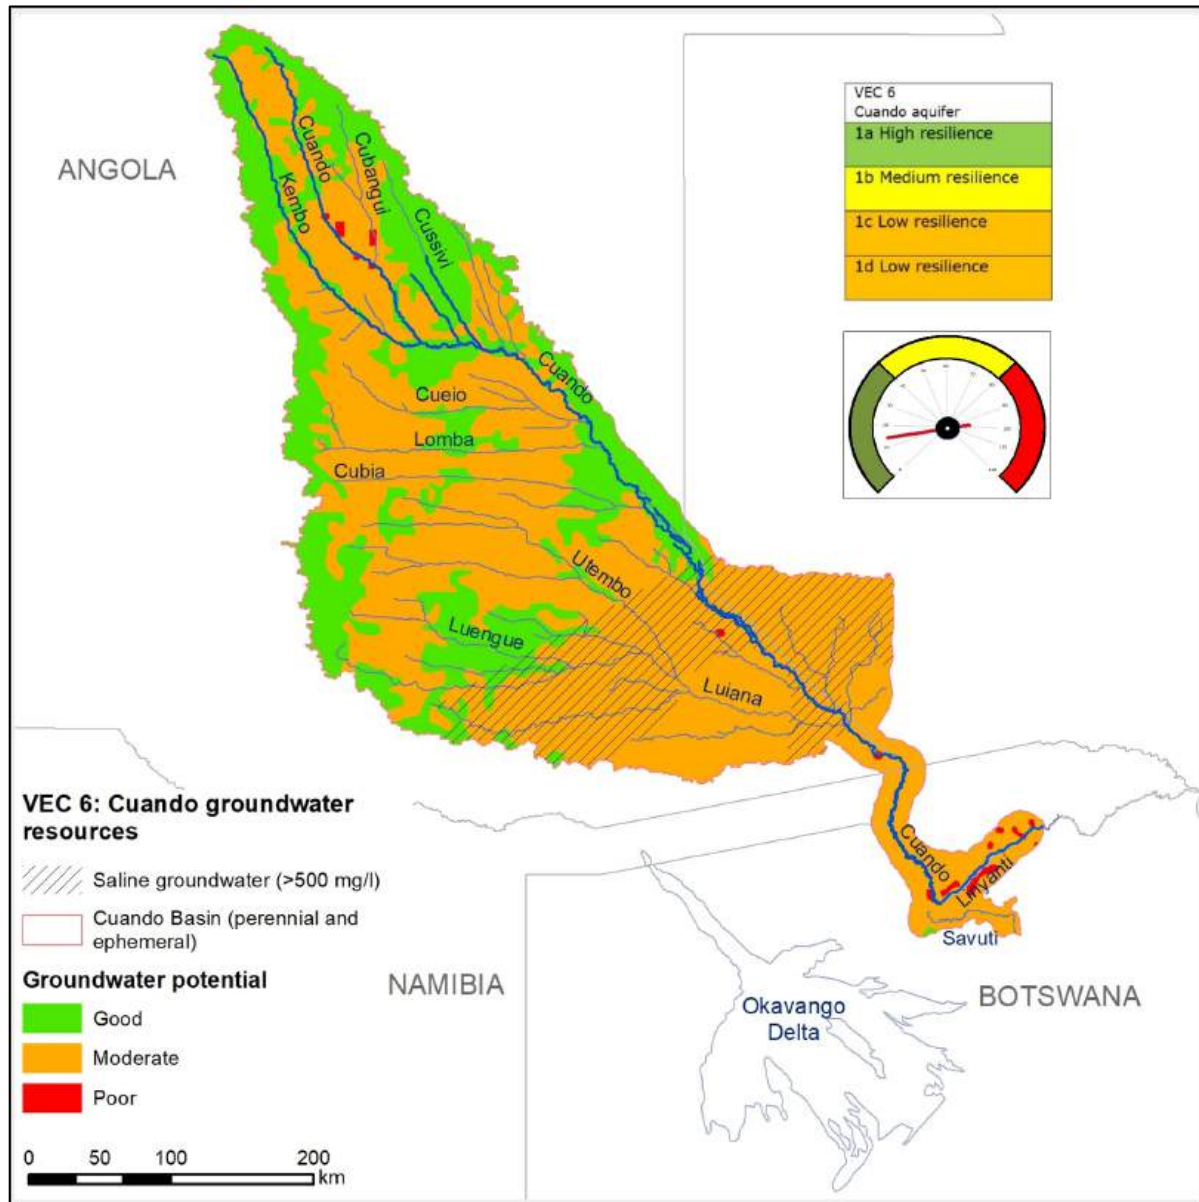 VEC 6
Cuando aquifer
1a High resilience
1b Medium resilience
1c Low resilience
1d Low resilience
ANGOLA
Cuando
Cubangui
Kembo
Cussivi
Cuando
Cueio
Lomba
Cubia
Utembo
Luengue
Luiana
Cuando
Linyanti
Savuti
NAMIBIA
BOTSWANA
Okavango
Delta
VEC 6: Cuando groundwater
resources
Saline groundwater (>500 mg/l)
Cuando Basin (perennial and
ephemeral)
Groundwater potential
Good
Moderate
Poor
0 50 100 200
km